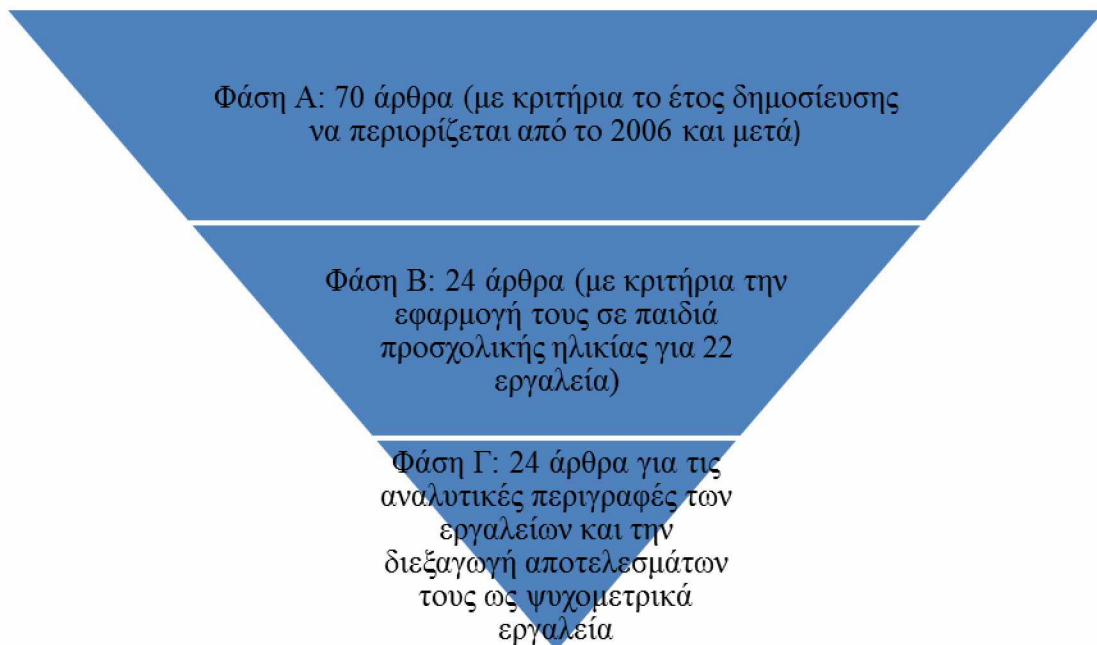 Φάση Α: 70 άρθρα (με κριτήρια το έτος δημοσίευσης
να περιορίζεται από το 2006 και μετά)
Φάση Β: 24 άρθρα (με κριτήρια την
εφαρμογή τους σε παιδιά
προσχολικής ηλικίας για 22
εργαλεία)
Φάση Γ: 24 άρθρα για τις
αναλυτικές περιγραφές των
εργαλείων και την
διεξαγωγή αποτελεσμάτων
τους ως ψυχομετρικά
εργαλεία